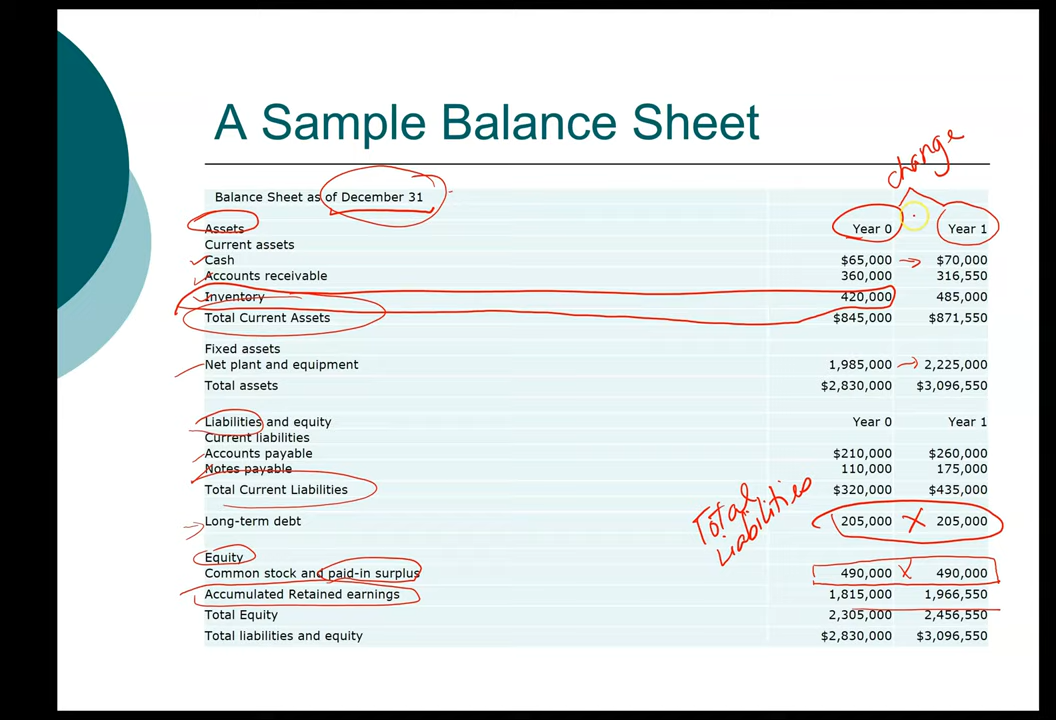 A Sample Balance Sheet
change
Balance Sheet as of December 31
Assets Year 0 Year 1
Current assets
Cash $65,000 $70,000
Accounts receivable 360,000 316,550
Inventory 420,000 485,000
Total Current Assets $845,000 $871,550
Fixed assets
Net plant and equipment 1,985,000 2,225,000
Total assets $2,830,000 $3,096,550
Liabilities and equity Year 0 Year 1
Current liabilities
Accounts payable $210,000 $260,000
Notes payable 110,000 175,000
Total Current Liabilities $320,000 $435,000
Total
Liabilities
Long-term debt 205,000 205,000
Equity
Common stock and paid-in surplus 490,000 490,000
Accumulated Retained earnings 1,815,000 1,966,550
Total Equity 2,305,000 2,456,550
Total liabilities and equity $2,830,000 $3,096,550